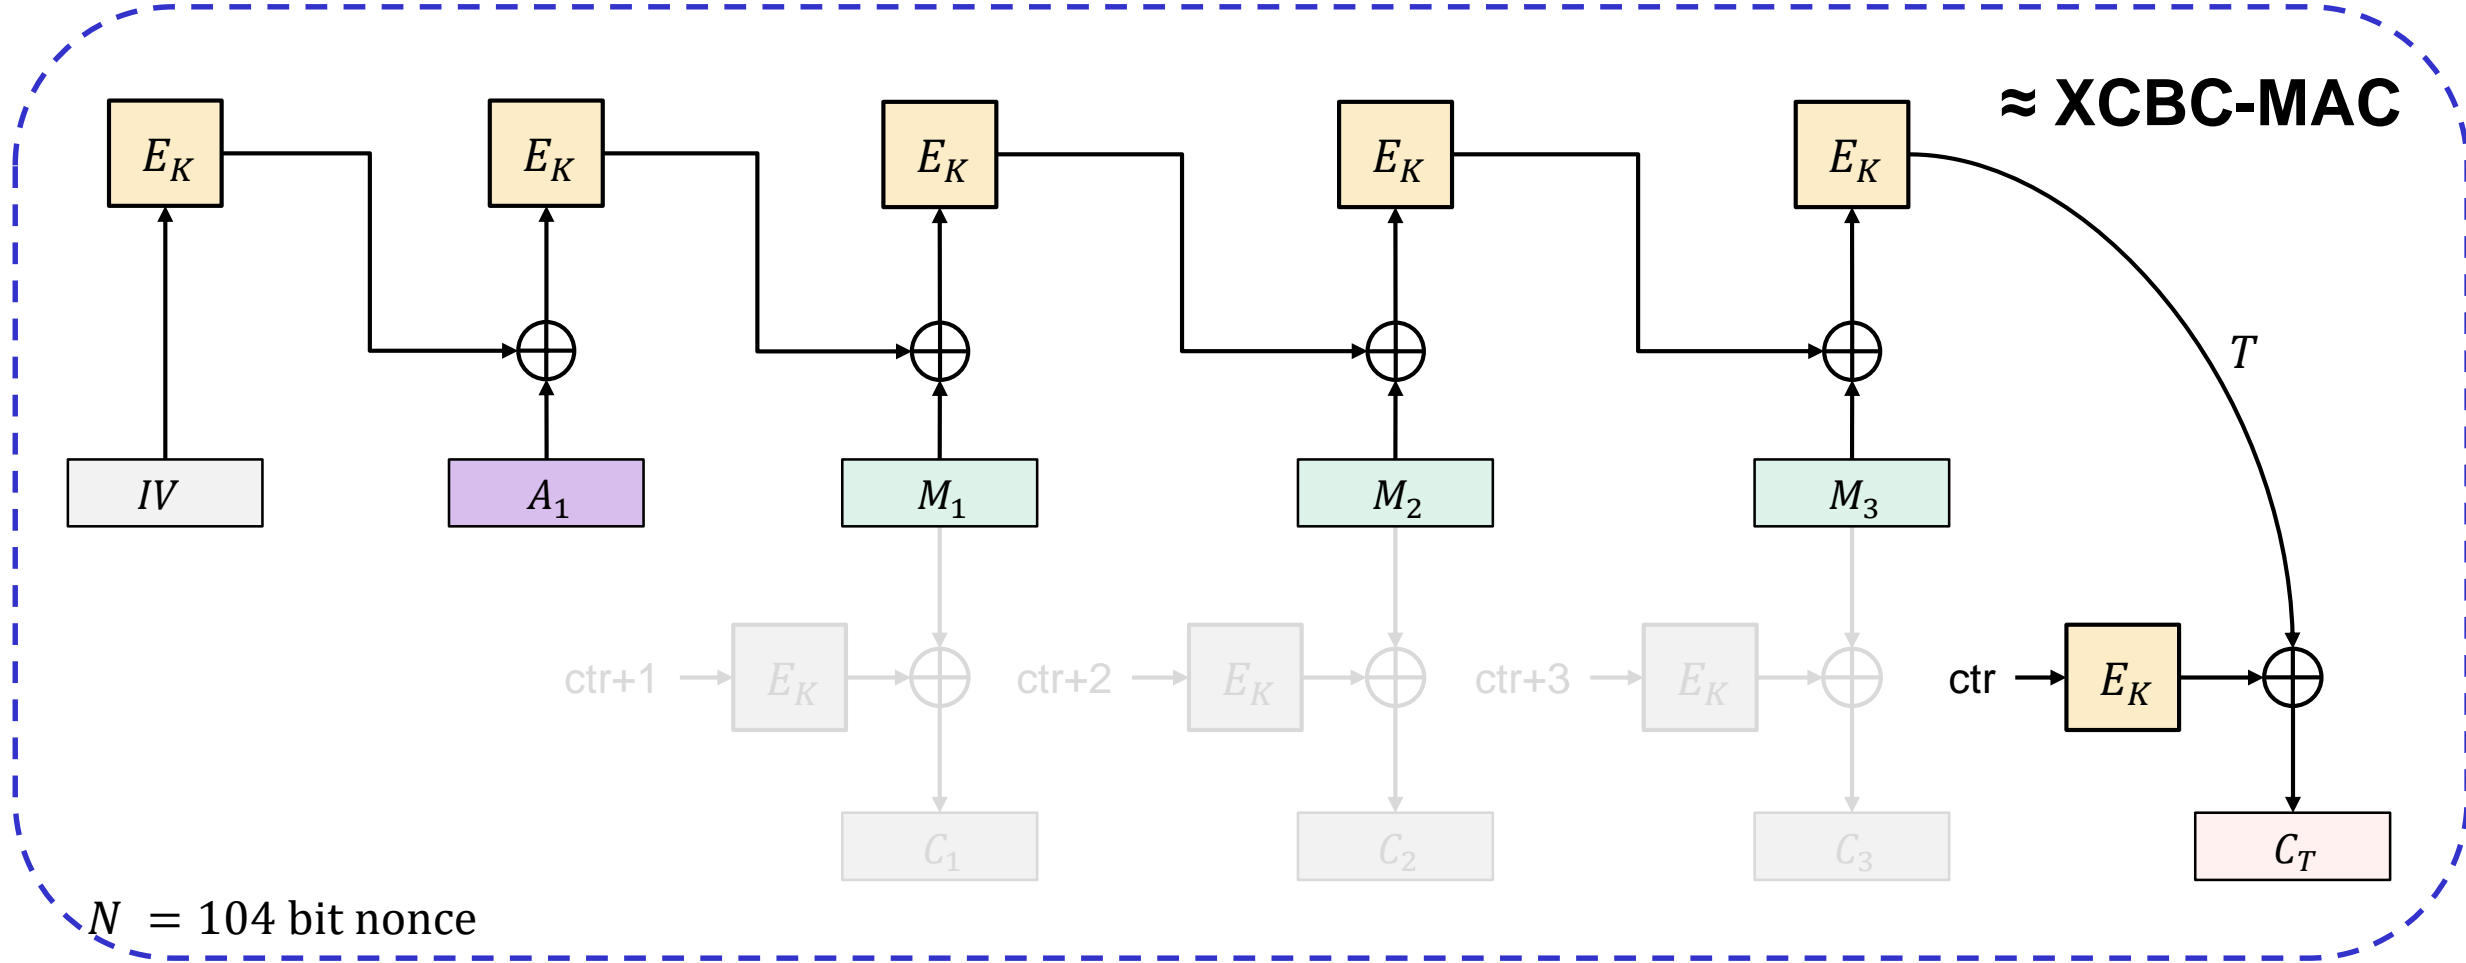 ≈ XCBC-MAC
E_K E_K E_K E_K E_K
T
IV A_1 M_1 M_2 M_3
ctr+1 E_K ctr+2 E_K ctr+3 E_K ctr E_K
C_1 C_2 C_3 C_T
N = 104 bit nonce